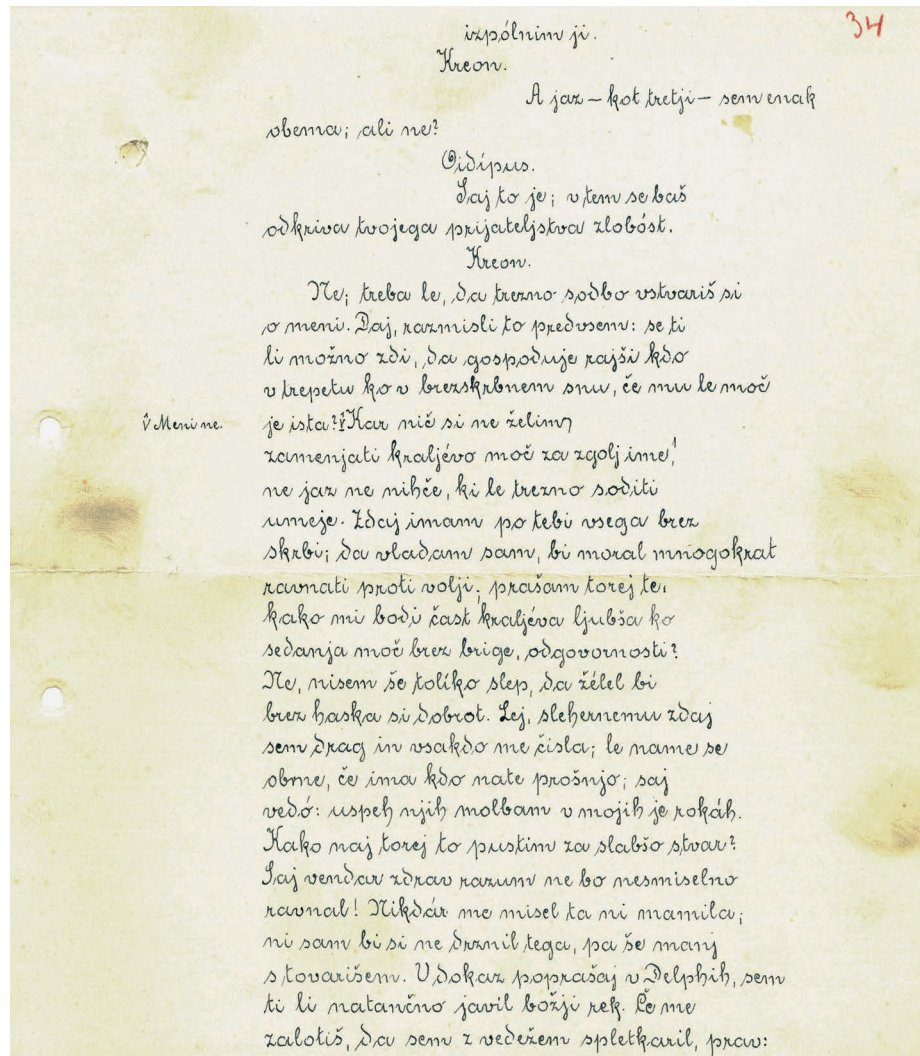 34
izpólnim ji.
Kreon.
A jaz – kot tretji – sem enak
obema; ali ne?
Oidípus.
Saj to je; v tem se baš
odkriva tvojega prijateljstva zlobóst.
Kreon.
Ne; treba le, da trezno sodbo vstvariš si
o meni. Daj, razmisli to predvsem: se ti
li možno zdi, da gospoduje rajši kdo
v trepetu ko v brezskrbnem snu, če mu le moč
je ista? Kar nič si ne želim,
Meni ne.
zamenjati kraljévo moč za zgolj ime!
ne jaz ne nihče, ki le trezno soditi
umeje. Zdaj imam po tebi vsega brez
skrbi; da vladam sam, bi moral mnogokrat
ravnati proti volji; prašam torej te:
kako mi bodi čast kraljéva ljubša ko
sedanja moč brez brige, odgovornosti?
Ne, nisem še tolíko slep, da žélel bi
brez haska si dobrot. Lej, slehernemu zdaj
sem drag in vsakdo me čisla; le name se
obrne, če ima kdo nate prošnjo; saj
vedó: uspeh njih molbam v mojih je rokáh.
Kako naj torej to pustim za slabšo stvar?
Saj vendar zdrav razum ne bo nesmiselno
ravnal! Nikdár me misel ta ni mamila;
ni sam bi si ne drznil tega, pa še manj
s tovarišem. V dokaz poprašaj v Delphih, sem
ti li natančno javil božji rek. Če me
zalotiš, da sem z vedežem spletkaril, prav: